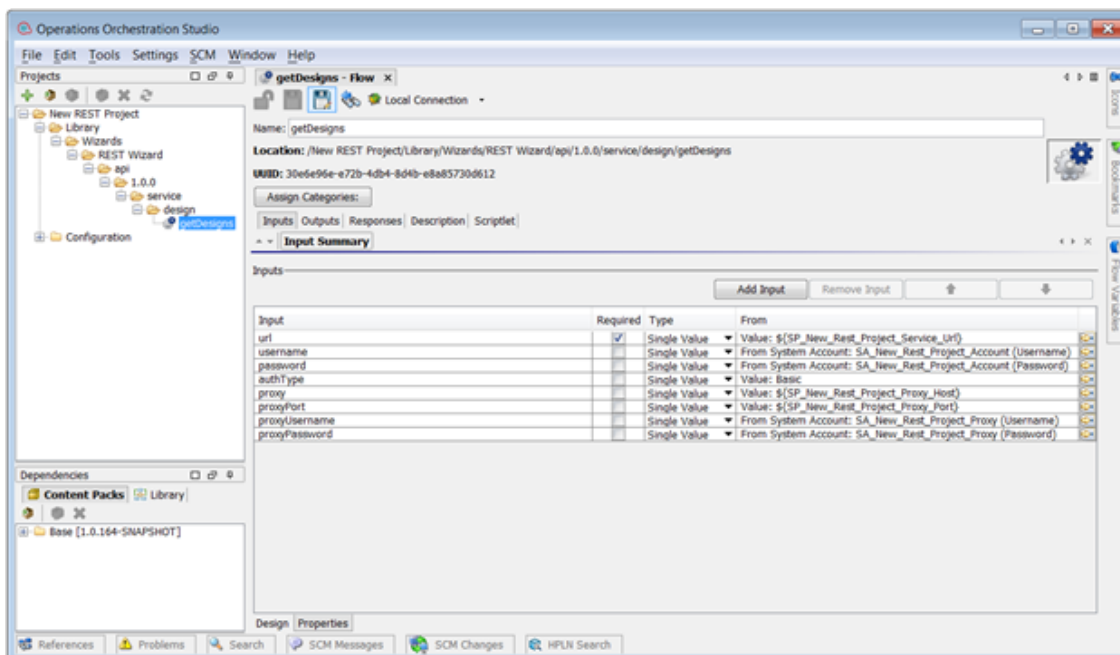 Operations Orchestration Studio
File Edit Tools Settings SCM Window Help
Projects
New REST Project
Library
Wizards
REST Wizard
api
1.0.0
service
design
getDesigns
Configuration
Dependencies
Content Packs Library
Base [1.0.164-SNAPSHOT]
getDesigns - Flow
Local Connection
Name: getDesigns
Location: /New REST Project/Library/Wizards/REST Wizard/api/1.0.0/service/design/getDesigns
UUID: 30e6e96e-e72b-4db4-8d4b-e8a85730d612
Assign Categories:
Inputs Outputs Responses Description Scriptlet
Input Summary
Inputs
Add Input Remove Input
Input Required Type From
url Single Value Value: ${SP_New_Rest_Project_Service_Url}
username Single Value From System Account: SA_New_Rest_Project_Account (Username)
password Single Value From System Account: SA_New_Rest_Project_Account (Password)
authType Single Value Value: Basic
proxy Single Value Value: ${SP_New_Rest_Project_Proxy_Host}
proxyPort Single Value Value: ${SP_New_Rest_Project_Proxy_Port}
proxyUsername Single Value From System Account: SA_New_Rest_Project_Proxy (Username)
proxyPassword Single Value From System Account: SA_New_Rest_Project_Proxy (Password)
Design Properties
Icons
Bookmarks
Flow Variables
References Problems Search SCM Messages SCM Changes HPLN Search